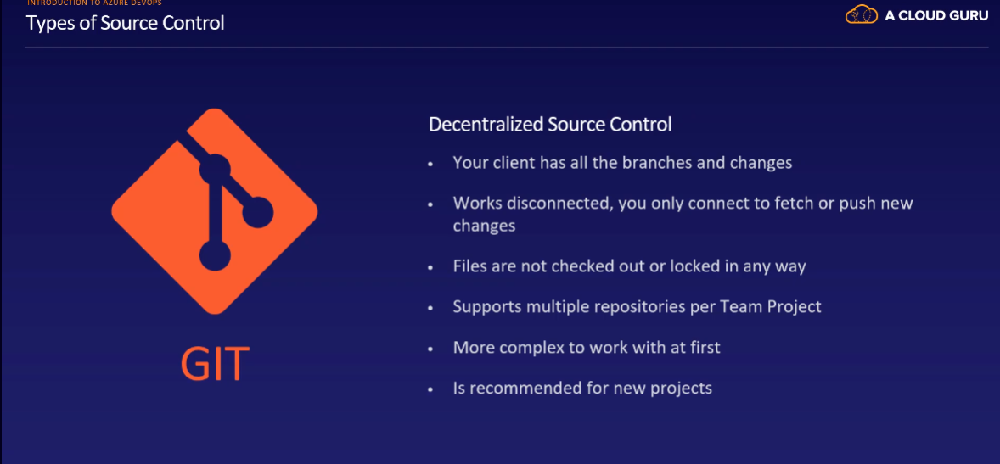 INTRODUCTION TO AZURE DEVOPS
Types of Source Control
A CLOUD GURU
Decentralized Source Control
• Your client has all the branches and changes
• Works disconnected, you only connect to fetch or push new
changes
• Files are not checked out or locked in any way
• Supports multiple repositories per Team Project
• More complex to work with at first
• Is recommended for new projects
GIT